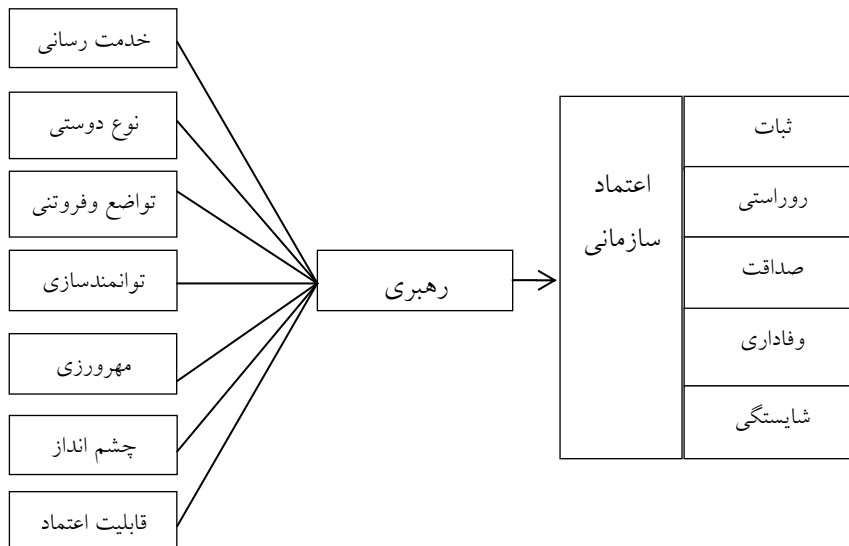 خدمت رسانی
نوع دوستی
تواضع وفروتنی
توانمندسازی
مهرورزی
چشم انداز
قابلیت اعتماد
رهبری
اعتماد
سازمانی
ثبات
روراستی
صداقت
وفاداری
شایستگی